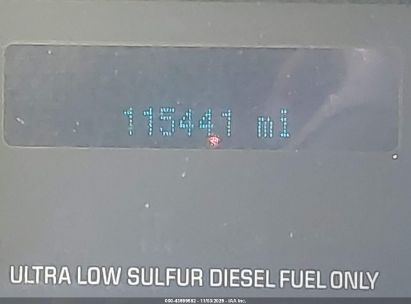 115441 mi
ULTRA LOW SULFUR DIESEL FUEL ONLY